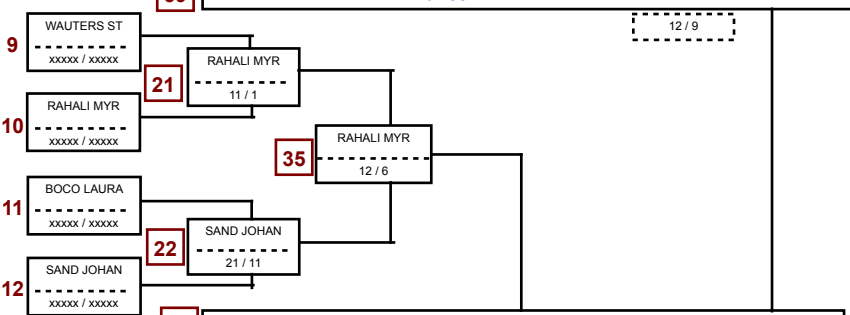 12 / 9
9
WAUTERS ST
xxxxx / xxxxx
21
RAHALI MYR
11 / 1
10
RAHALI MYR
xxxxx / xxxxx
35
RAHALI MYR
12 / 6
11
BOCO LAURA
xxxxx / xxxxx
22
SAND JOHAN
21 / 11
12
SAND JOHAN
xxxxx / xxxxx